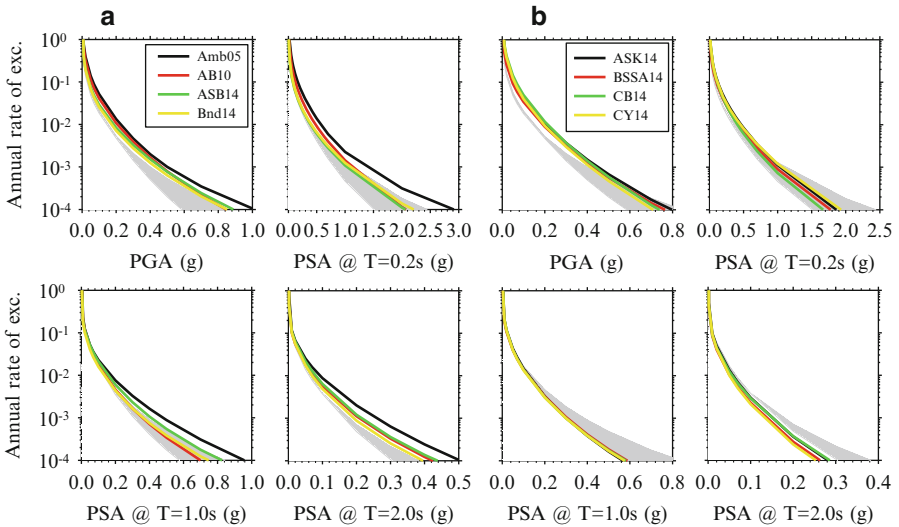 a
b
Annual rate of exc.
10⁰
10⁻¹
10⁻²
10⁻³
10⁻⁴
Amb05
AB10
ASB14
Bnd14
ASK14
BSSA14
CB14
CY14
0.0 0.2 0.4 0.6 0.8 1.0
0.0 0.5 1.0 1.5 2.0 2.5 3.0
0.0 0.2 0.4 0.6 0.8
0.0 0.5 1.0 1.5 2.0 2.5
PGA (g)
PSA @ T=0.2s (g)
PGA (g)
PSA @ T=0.2s (g)
Annual rate of exc.
10⁰
10⁻¹
10⁻²
10⁻³
10⁻⁴
0.0 0.2 0.4 0.6 0.8 1.0
0.0 0.1 0.2 0.3 0.4 0.5
0.0 0.2 0.4 0.6 0.8
0.0 0.1 0.2 0.3 0.4
PSA @ T=1.0s (g)
PSA @ T=2.0s (g)
PSA @ T=1.0s (g)
PSA @ T=2.0s (g)